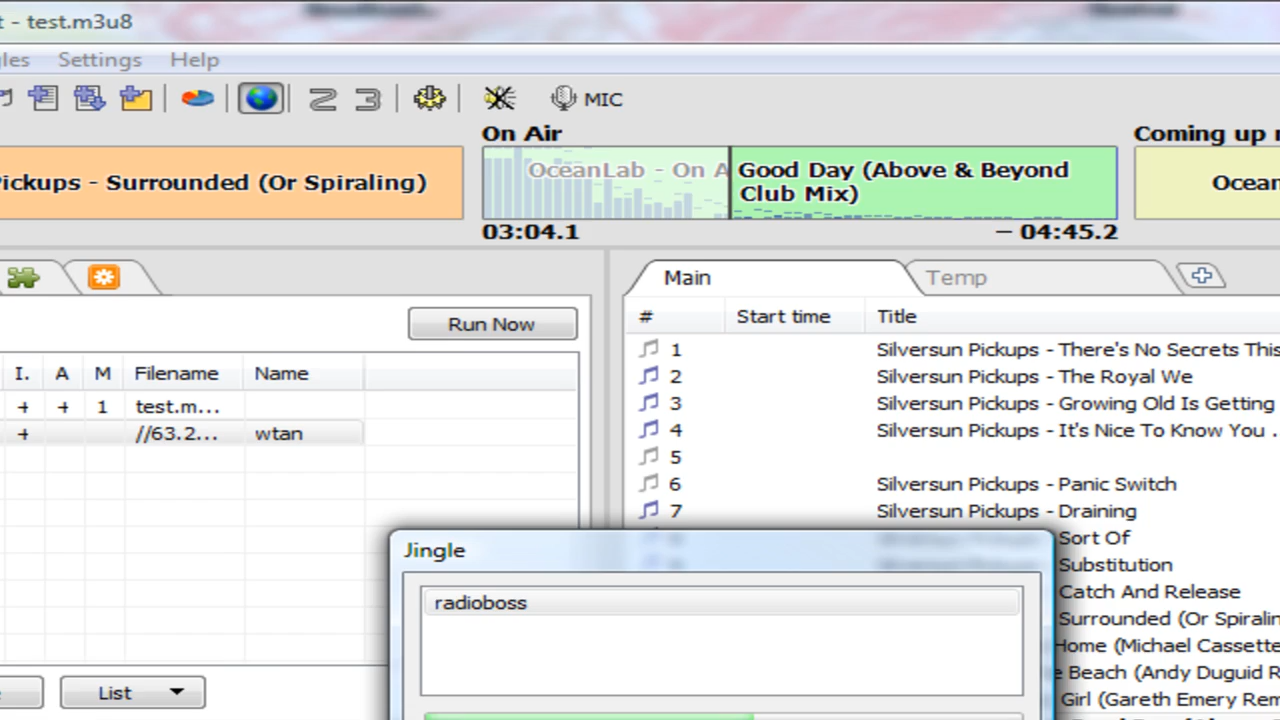 t - test.m3u8
les Settings Help
2 3 MIC
On Air
Coming up
Pickups - Surrounded (Or Spiraling)
OceanLab - On A
Good Day (Above & Beyond
Club Mix)
Ocean
03:04.1
– 04:45.2
Main
Temp
Run Now
# Start time Title
I. A M Filename Name
+ + 1 test.m...
+ //63.2... wtan
1 Silversun Pickups - There's No Secrets This
2 Silversun Pickups - The Royal We
3 Silversun Pickups - Growing Old Is Getting
4 Silversun Pickups - It's Nice To Know You .
5
6 Silversun Pickups - Panic Switch
7 Silversun Pickups - Draining
Sort Of
Substitution
Catch And Release
Surrounded (Or Spiralin
Home (Michael Cassette
e Beach (Andy Duguid R
Girl (Gareth Emery Rem
Jingle
radioboss
List